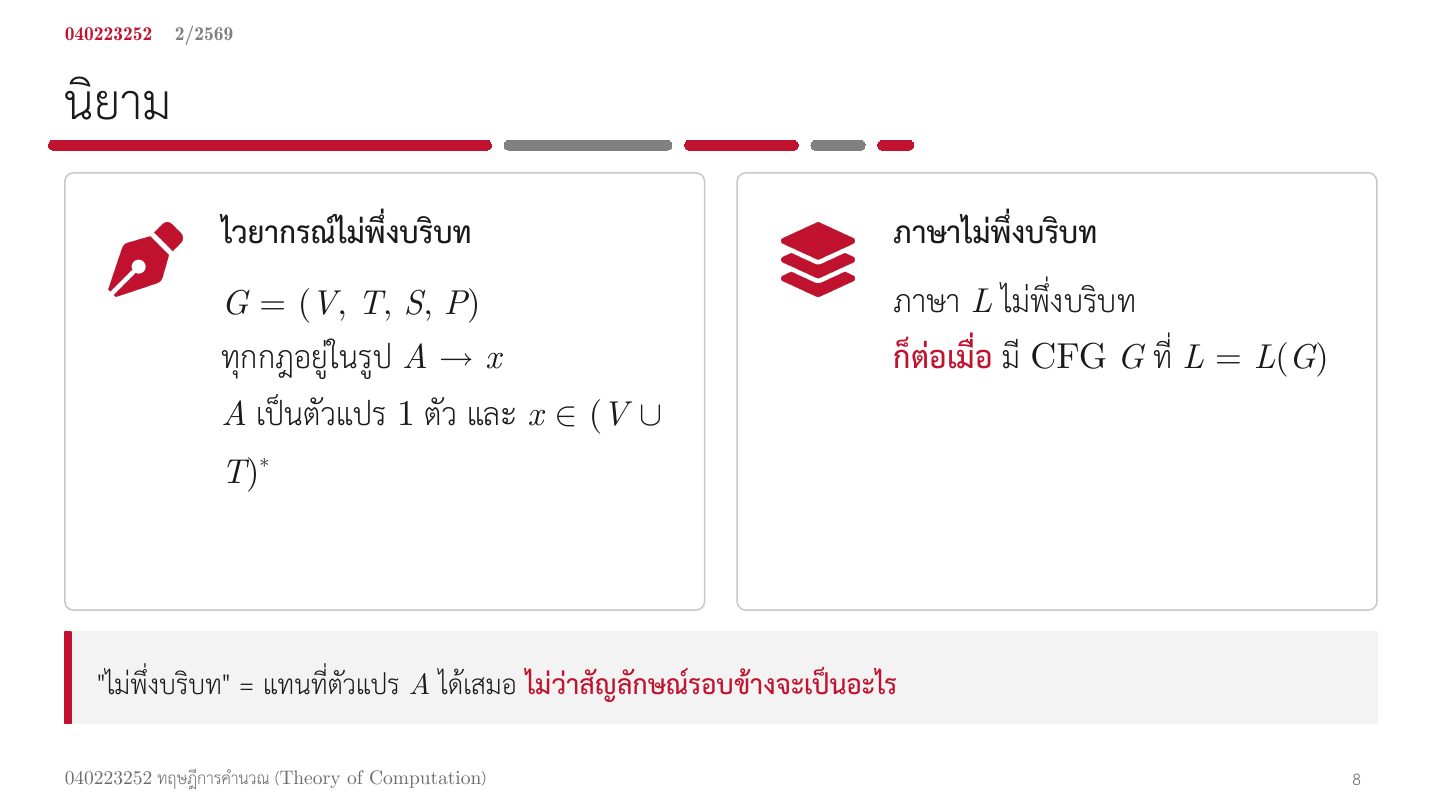 040223252 2/2569
นิยาม
ไวยากรณ์ไม่พึ่งบริบท
G = (V, T, S, P)
ทุกกฎอยู่ในรูป A → x
A เป็นตัวแปร 1 ตัว และ x ∈ (V ∪
T)*
ภาษาไม่พึ่งบริบท
ภาษา L ไม่พึ่งบริบท
ก็ต่อเมื่อ มี CFG G ที่ L = L(G)
"ไม่พึ่งบริบท" = แทนที่ตัวแปร A ได้เสมอ ไม่ว่าสัญลักษณ์รอบข้างจะเป็นอะไร
040223252 ทฤษฎีการคำนวณ (Theory of Computation)
8